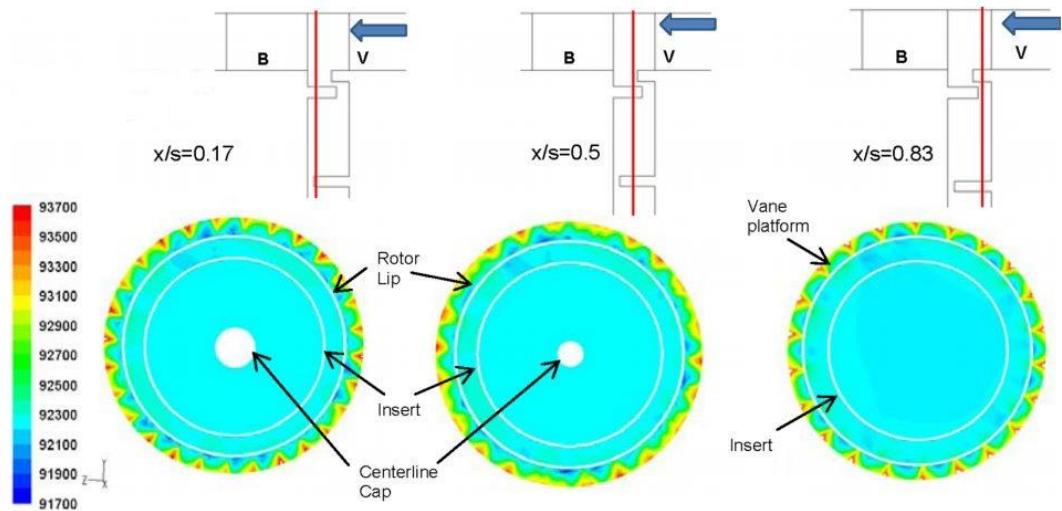 B V
B V
B V
x/s=0.17
x/s=0.5
x/s=0.83
93700
93500
93300
93100
92900
92700
92500
92300
92100
91900
91700
Z Y X
Rotor
Lip
Insert
Centerline
Cap
Vane
platform
Insert